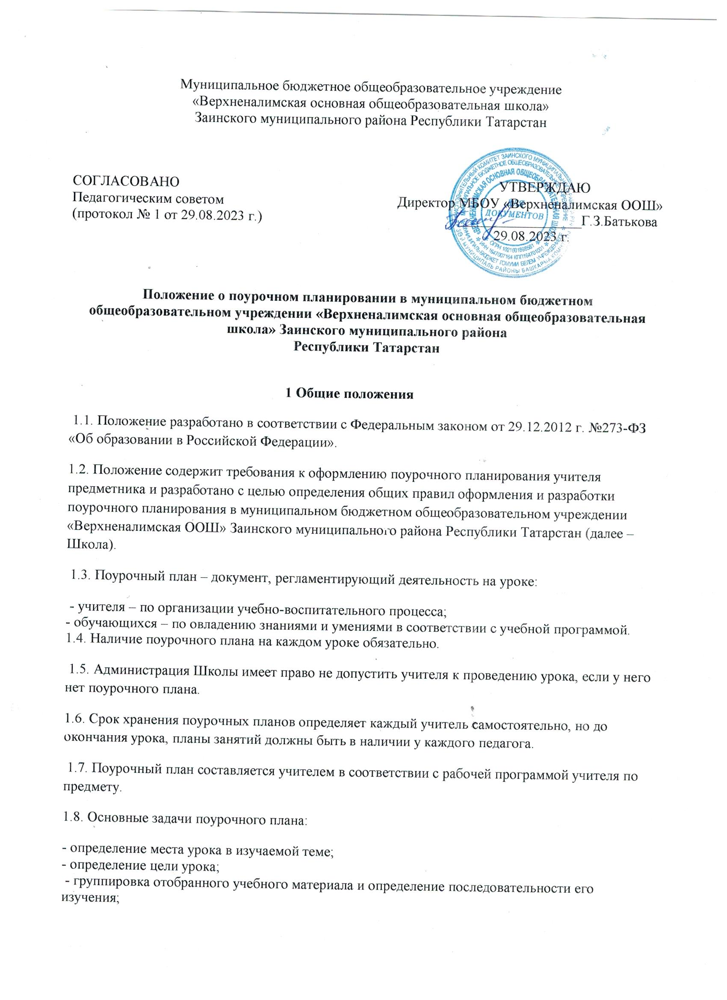 Муниципальное бюджетное общеобразовательное учреждение
«Верхненалимская основная общеобразовательная школа»
Заинского муниципального района Республики Татарстан
СОГЛАСОВАНО
Педагогическим советом
(протокол № 1 от 29.08.2023 г.)
УТВЕРЖДАЮ
Директор МБОУ «Верхненалимская ООШ»
Г.З.Батькова
29.08.2023 г.
ДЛЯ
ДОКУМЕНТОВ
Положение о поурочном планировании в муниципальном бюджетном
общеобразовательном учреждении «Верхненалимская основная общеобразовательная
школа» Заинского муниципального района
Республики Татарстан
1 Общие положения
1.1. Положение разработано в соответствии с Федеральным законом от 29.12.2012 г. №273-ФЗ
«Об образовании в Российской Федерации».
1.2. Положение содержит требования к оформлению поурочного планирования учителя
предметника и разработано с целью определения общих правил оформления и разработки
поурочного планирования в муниципальном бюджетном общеобразовательном учреждении
«Верхненалимская ООШ» Заинского муниципального района Республики Татарстан (далее –
Школа).
1.3. Поурочный план – документ, регламентирующий деятельность на уроке:
- учителя – по организации учебно-воспитательного процесса;
- обучающихся – по овладению знаниями и умениями в соответствии с учебной программой.
1.4. Наличие поурочного плана на каждом уроке обязательно.
1.5. Администрация Школы имеет право не допустить учителя к проведению урока, если у него
нет поурочного плана.
1.6. Срок хранения поурочных планов определяет каждый учитель самостоятельно, но до
окончания урока, планы занятий должны быть в наличии у каждого педагога.
1.7. Поурочный план составляется учителем в соответствии с рабочей программой учителя по
предмету.
1.8. Основные задачи поурочного плана:
- определение места урока в изучаемой теме;
- определение цели урока;
- группировка отобранного учебного материала и определение последовательности его
изучения;